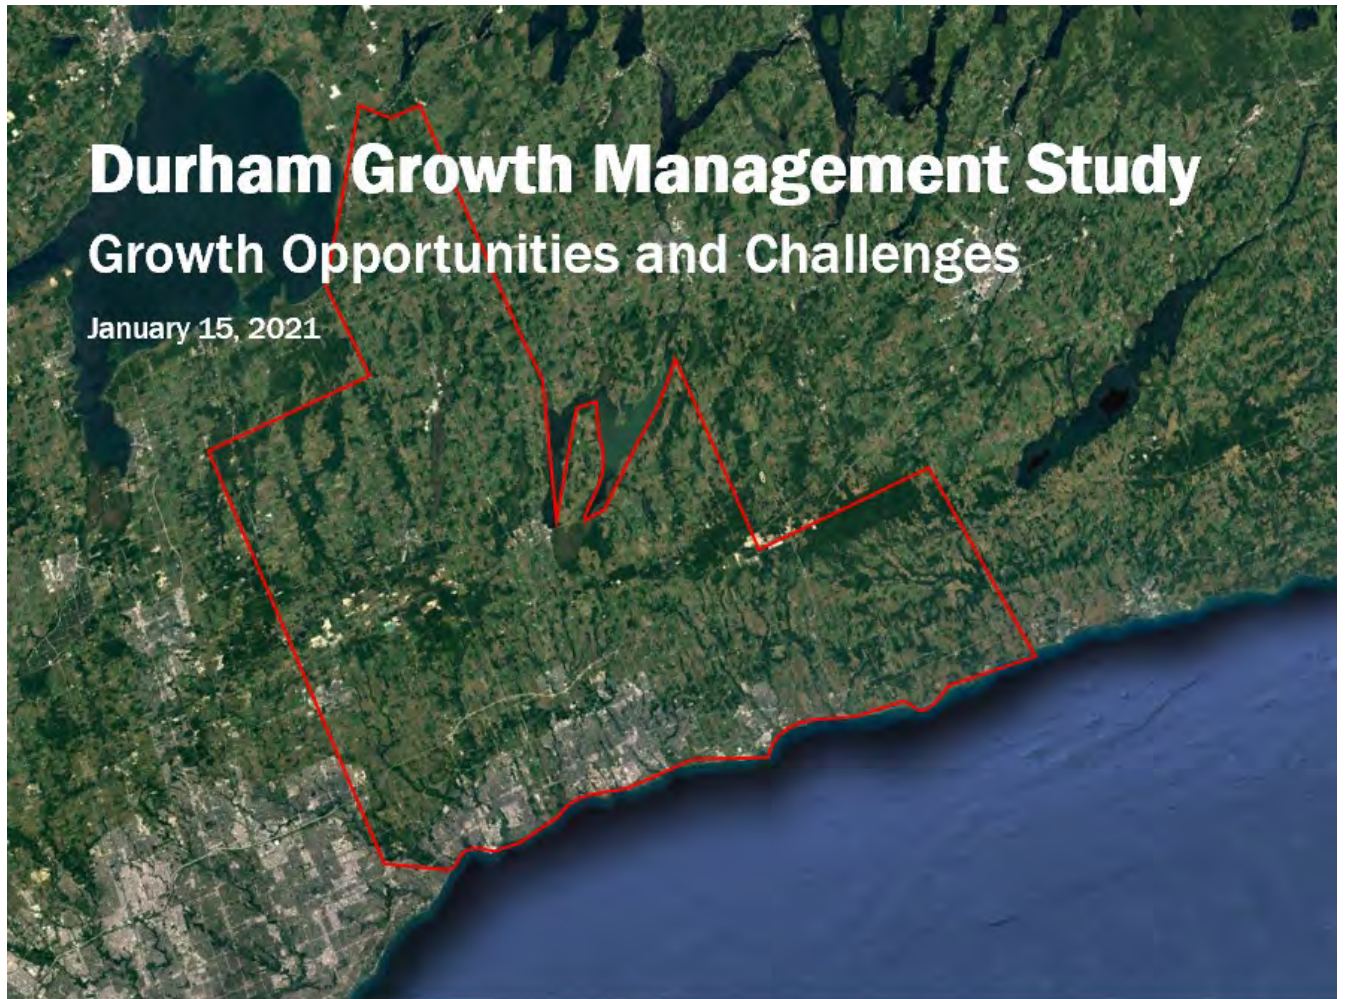 Durham Growth Management Study
Growth Opportunities and Challenges
January 15, 2021